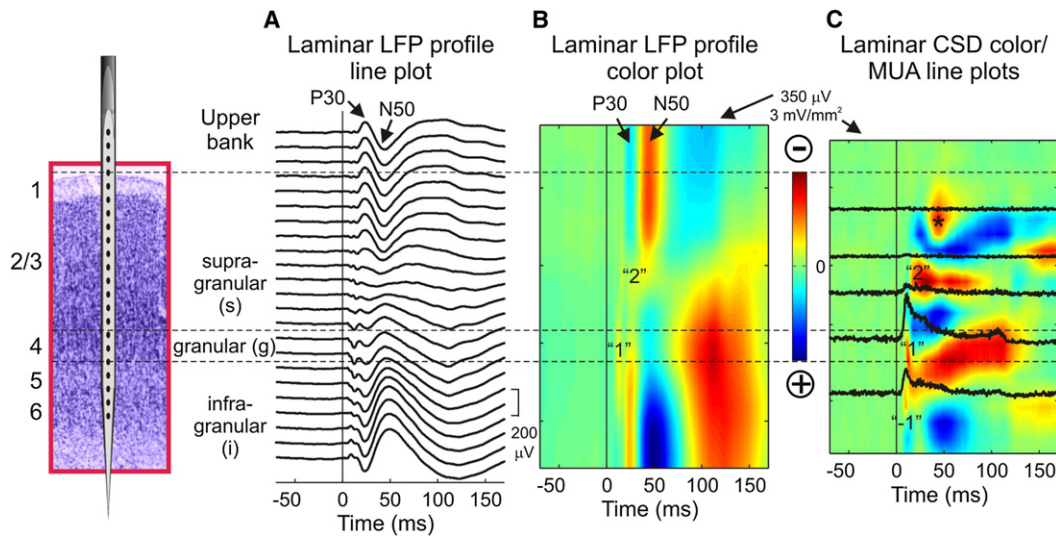 A
Laminar LFP profile
line plot
P30
N50
Upper
bank
1
2/3
supra-
granular
(s)
4
granular (g)
5
6
infra-
granular
(i)
200
µV
-50
0
50
100
150
Time (ms)
B
Laminar LFP profile
color plot
P30
N50
350 µV
3 mV/mm²
“2”
“1”
-50
0
50
100
150
Time (ms)
−
0
+
C
Laminar CSD color/
MUA line plots
*
“2”
“1”
“-1”
-50
0
50
100
150
Time (ms)